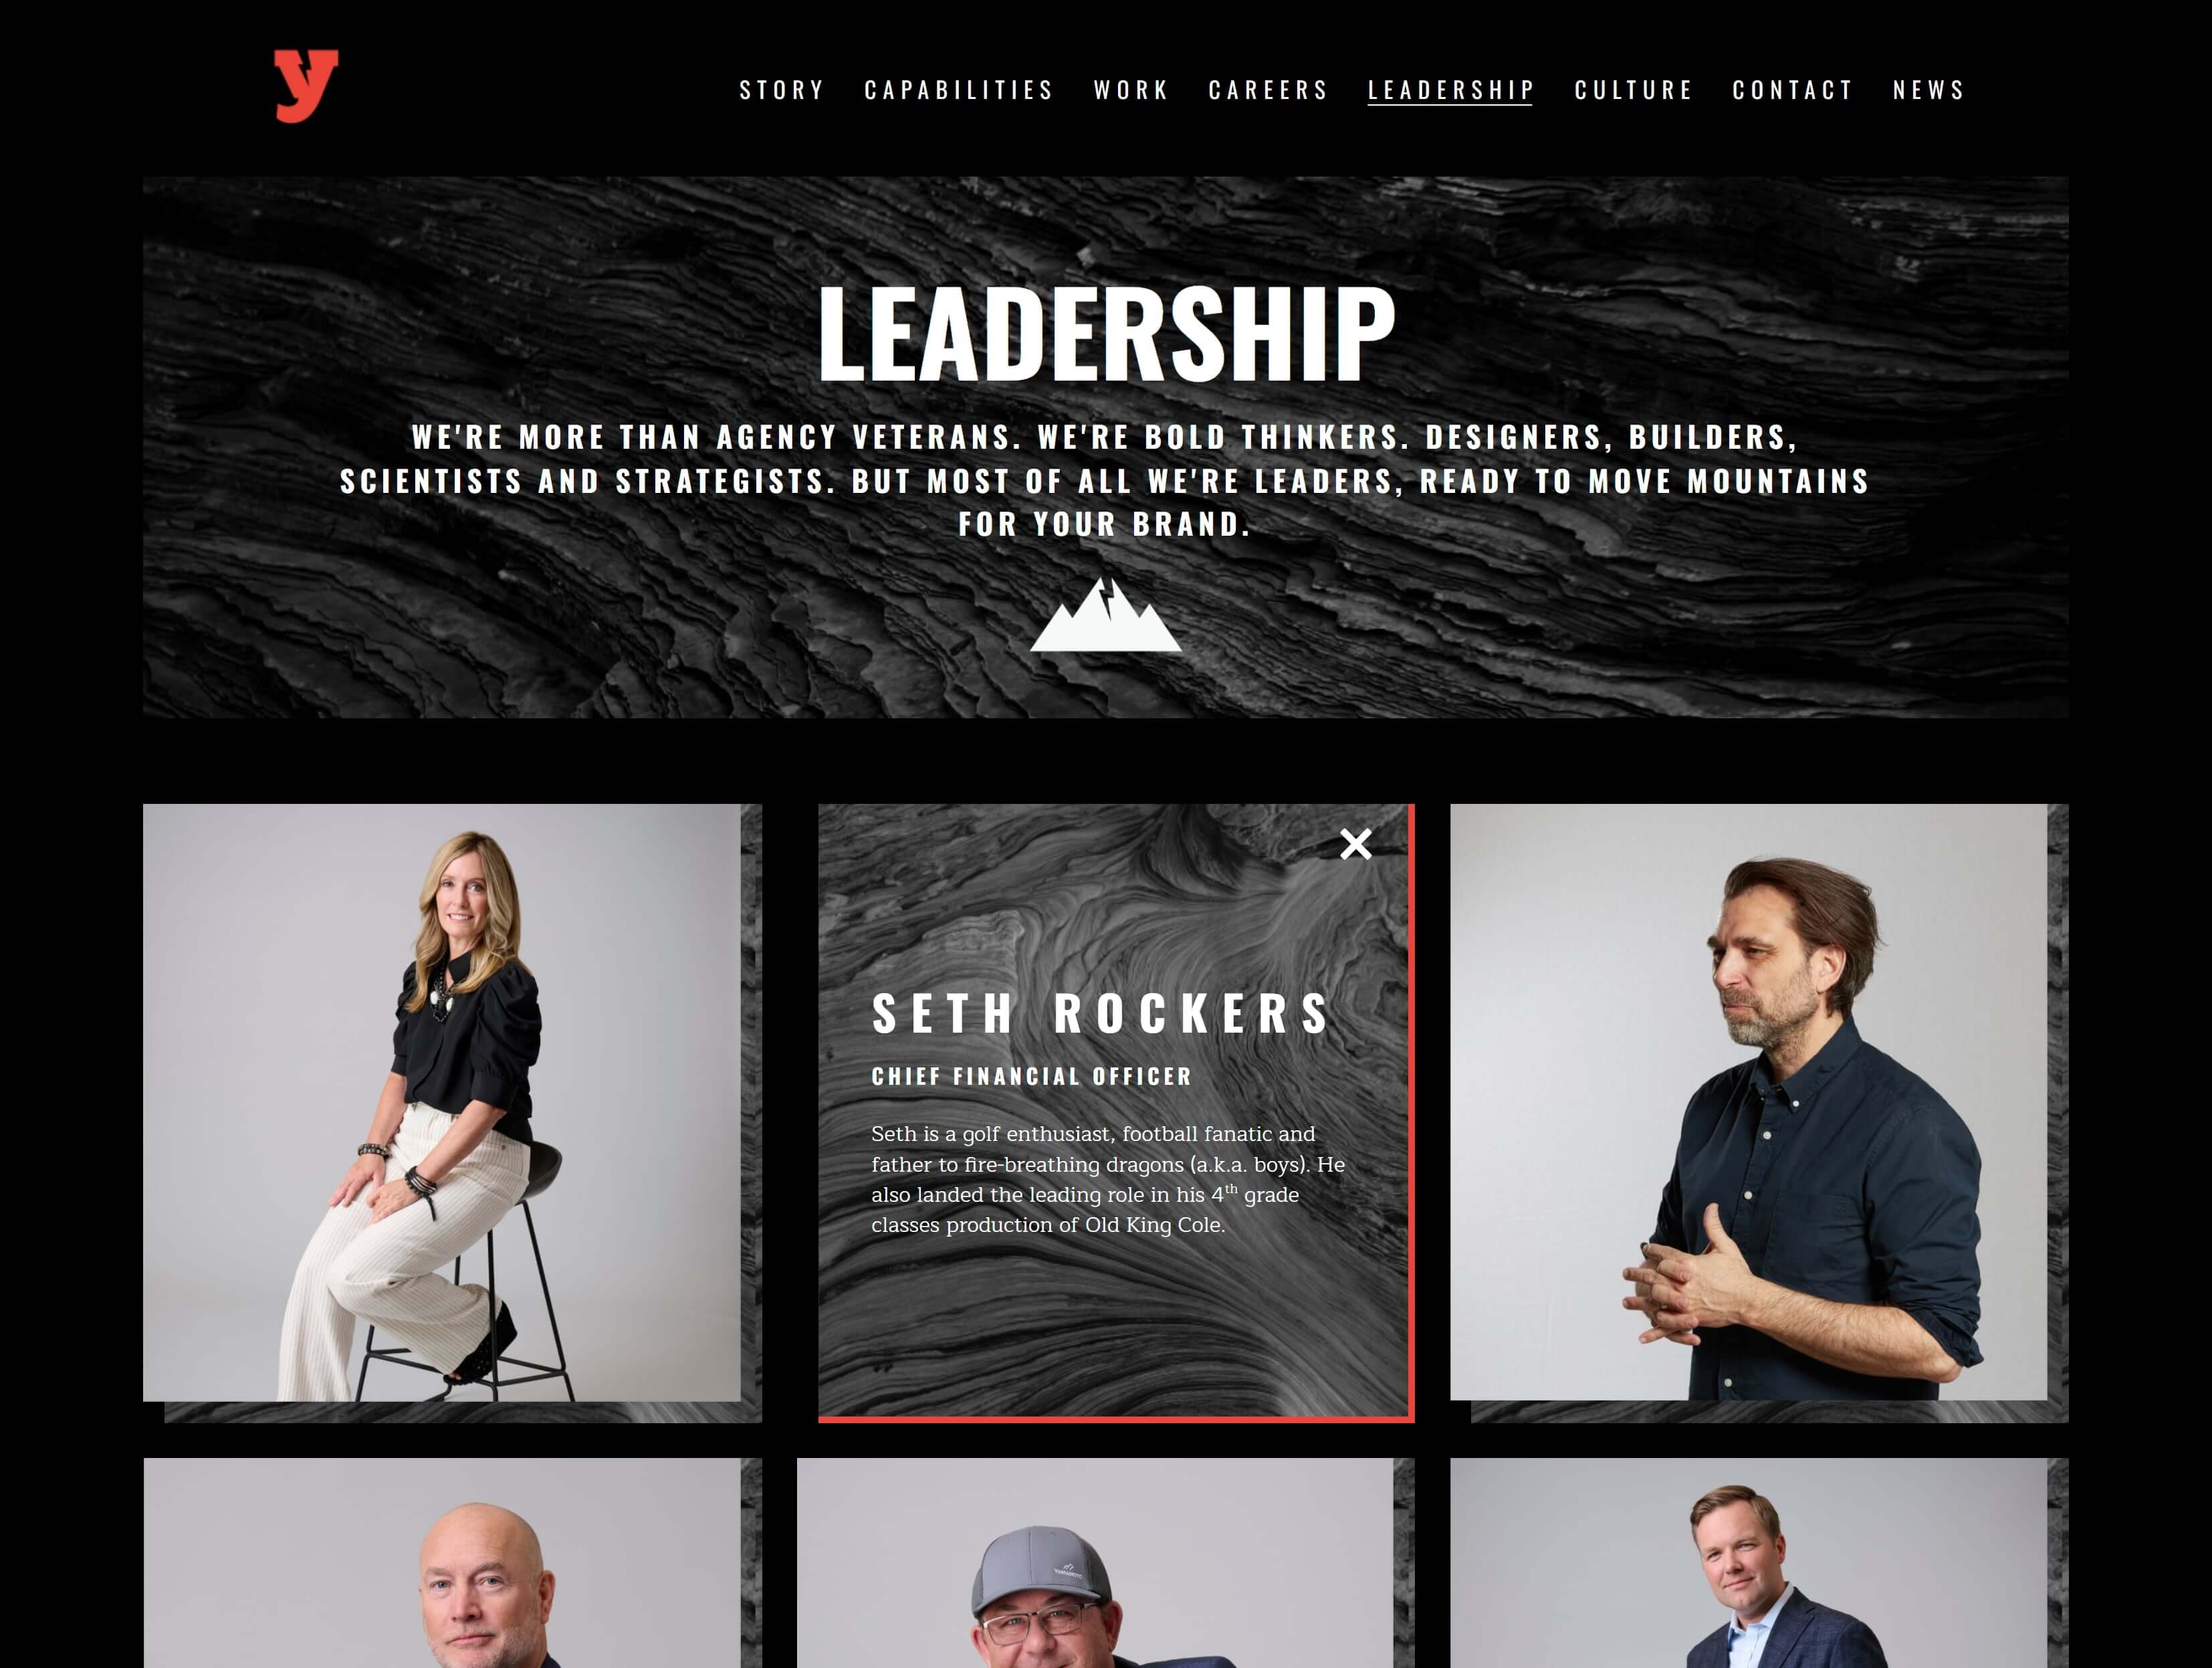 y
STORY CAPABILITIES WORK CAREERS LEADERSHIP CULTURE CONTACT NEWS
LEADERSHIP
WE'RE MORE THAN AGENCY VETERANS. WE'RE BOLD THINKERS. DESIGNERS, BUILDERS,
SCIENTISTS AND STRATEGISTS. BUT MOST OF ALL WE'RE LEADERS, READY TO MOVE MOUNTAINS
FOR YOUR BRAND.
SETH ROCKERS
CHIEF FINANCIAL OFFICER
Seth is a golf enthusiast, football fanatic and
father to fire-breathing dragons (a.k.a. boys). He
also landed the leading role in his 4th grade
classes production of Old King Cole.